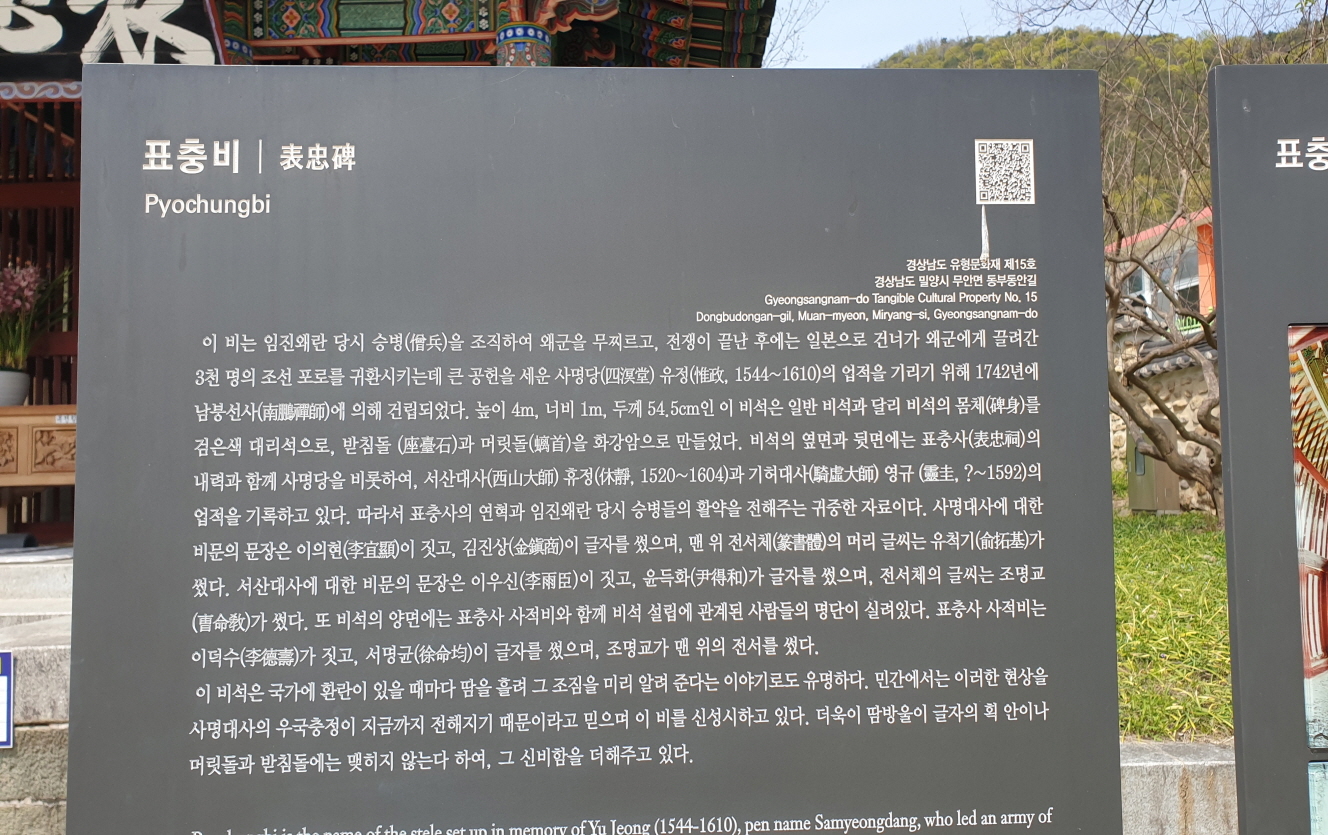 표충비 | 表忠碑
Pyochungbi
경상남도 유형문화재 제15호
경상남도 밀양시 무안면 동부동안길
Gyeongsangnam-do Tangible Cultural Property No. 15
Dongbudongan-gil, Muan-myeon, Miryang-si, Gyeongsangnam-do
이 비는 임진왜란 당시 승병(僧兵)을 조직하여 왜군을 무찌르고, 전쟁이 끝난 후에는 일본으로 건너가 왜군에게 끌려간
3천 명의 조선 포로를 귀환시키는데 큰 공헌을 세운 사명당(四溟堂) 유정(惟政, 1544~1610)의 업적을 기리기 위해 1742년에
남붕선사(南鵬禪師)에 의해 건립되었다. 높이 4m, 너비 1m, 두께 54.5cm인 이 비석은 일반 비석과 달리 비석의 몸체(碑身)를
검은색 대리석으로, 받침돌 (座臺石)과 머릿돌(螭首)을 화강암으로 만들었다. 비석의 옆면과 뒷면에는 표충사(表忠祠)의
내력과 함께 사명당을 비롯하여, 서산대사(西山大師) 휴정(休靜, 1520~1604)과 기허대사(騎虛大師) 영규 (靈圭, ?~1592)의
업적을 기록하고 있다. 따라서 표충사의 연혁과 임진왜란 당시 승병들의 활약을 전해주는 귀중한 자료이다. 사명대사에 대한
비문의 문장은 이의현(李宜顯)이 짓고, 김진상(金鎭商)이 글자를 썼으며, 맨 위 전서체(篆書體)의 머리 글씨는 유척기(兪拓基)가
썼다. 서산대사에 대한 비문의 문장은 이우신(李雨臣)이 짓고, 윤득화(尹得和)가 글자를 썼으며, 전서체의 글씨는 조명교
(曺命敎)가 썼다. 또 비석의 양면에는 표충사 사적비와 함께 비석 설립에 관계된 사람들의 명단이 실려있다. 표충사 사적비는
이덕수(李德壽)가 짓고, 서명균(徐命均)이 글자를 썼으며, 조명교가 맨 위의 전서를 썼다.
이 비석은 국가에 환란이 있을 때마다 땀을 흘려 그 조짐을 미리 알려 준다는 이야기로도 유명하다. 민간에서는 이러한 현상을
사명대사의 우국충정이 지금까지 전해지기 때문이라고 믿으며 이 비를 신성시하고 있다. 더욱이 땀방울이 글자의 획 안이나
머릿돌과 받침돌에는 맺히지 않는다 하여, 그 신비함을 더해주고 있다.
Pyochungbi is the name of the stele set up in memory of Yu Jeong (1544-1610), pen name Samyeongdang, who led an army of
표충